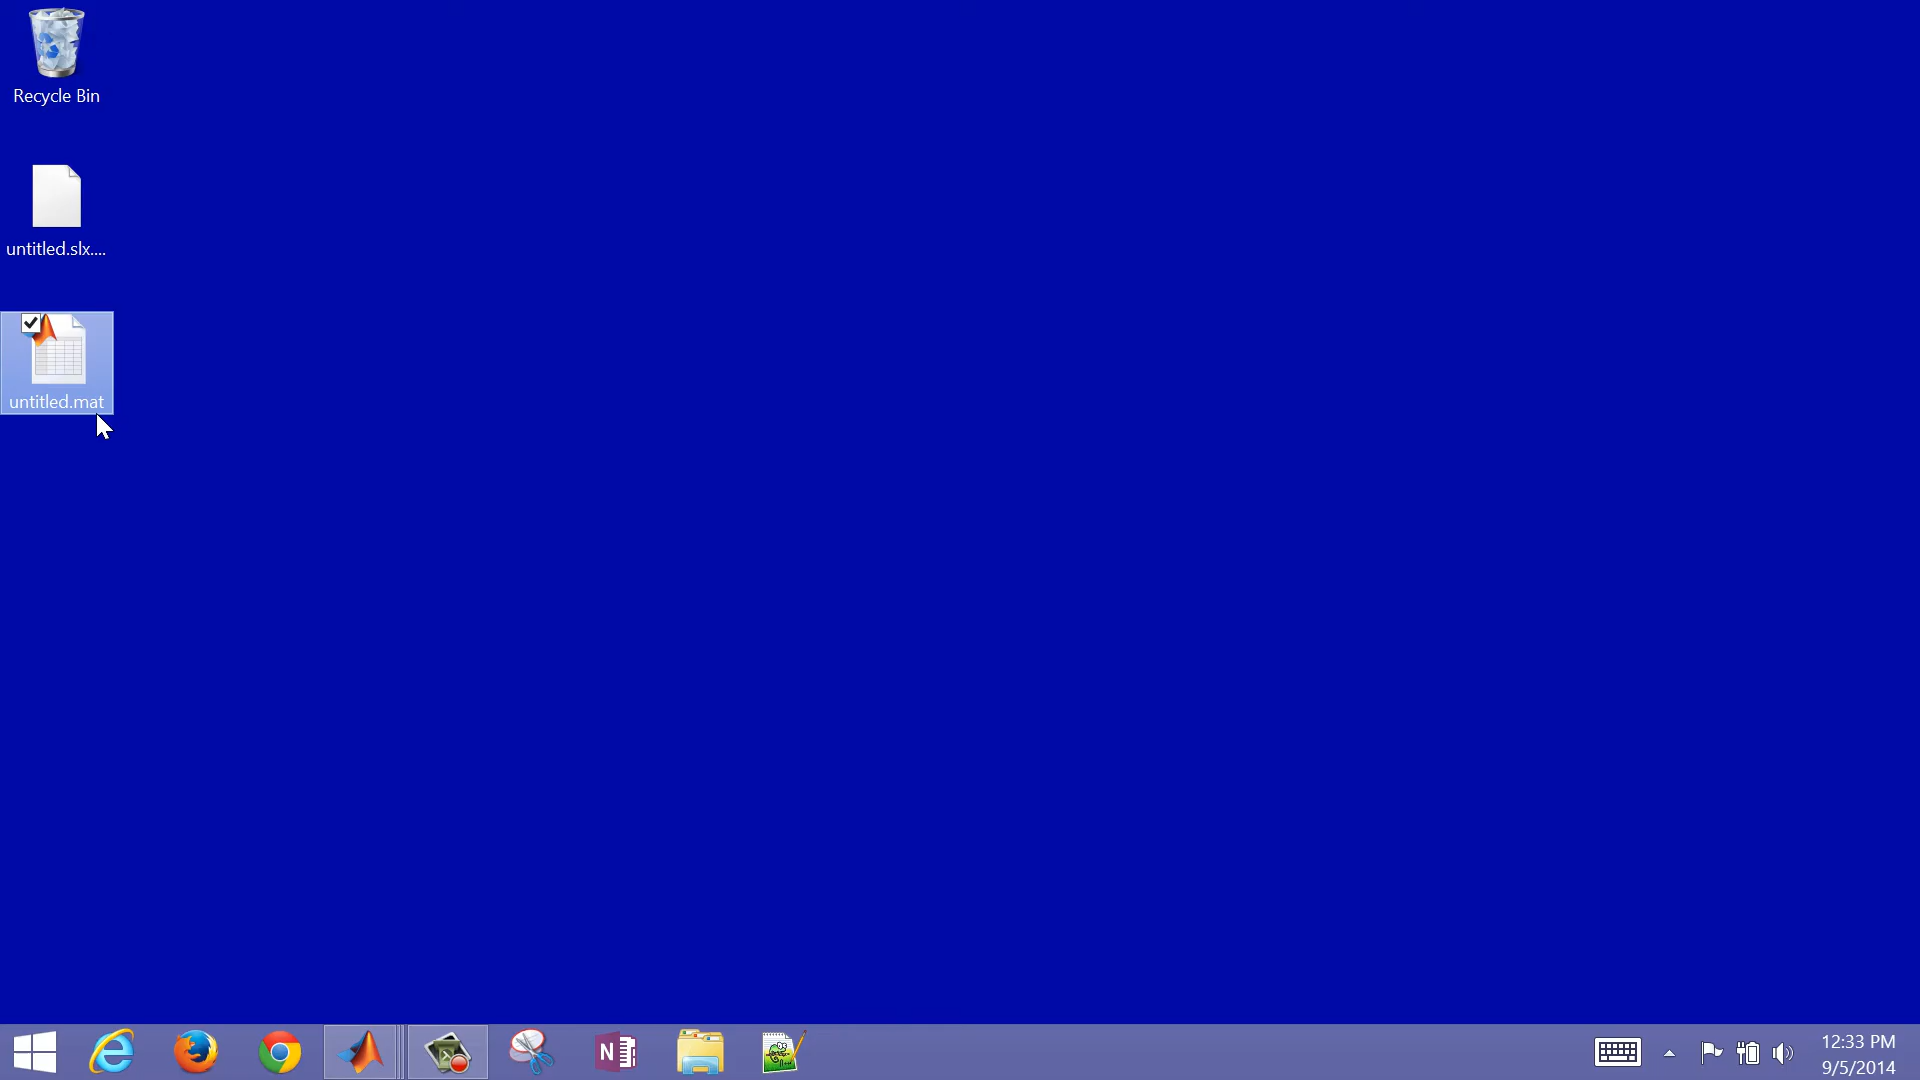 Recycle Bin
untitled.slx....
untitled.mat
N
12:33 PM
9/5/2014